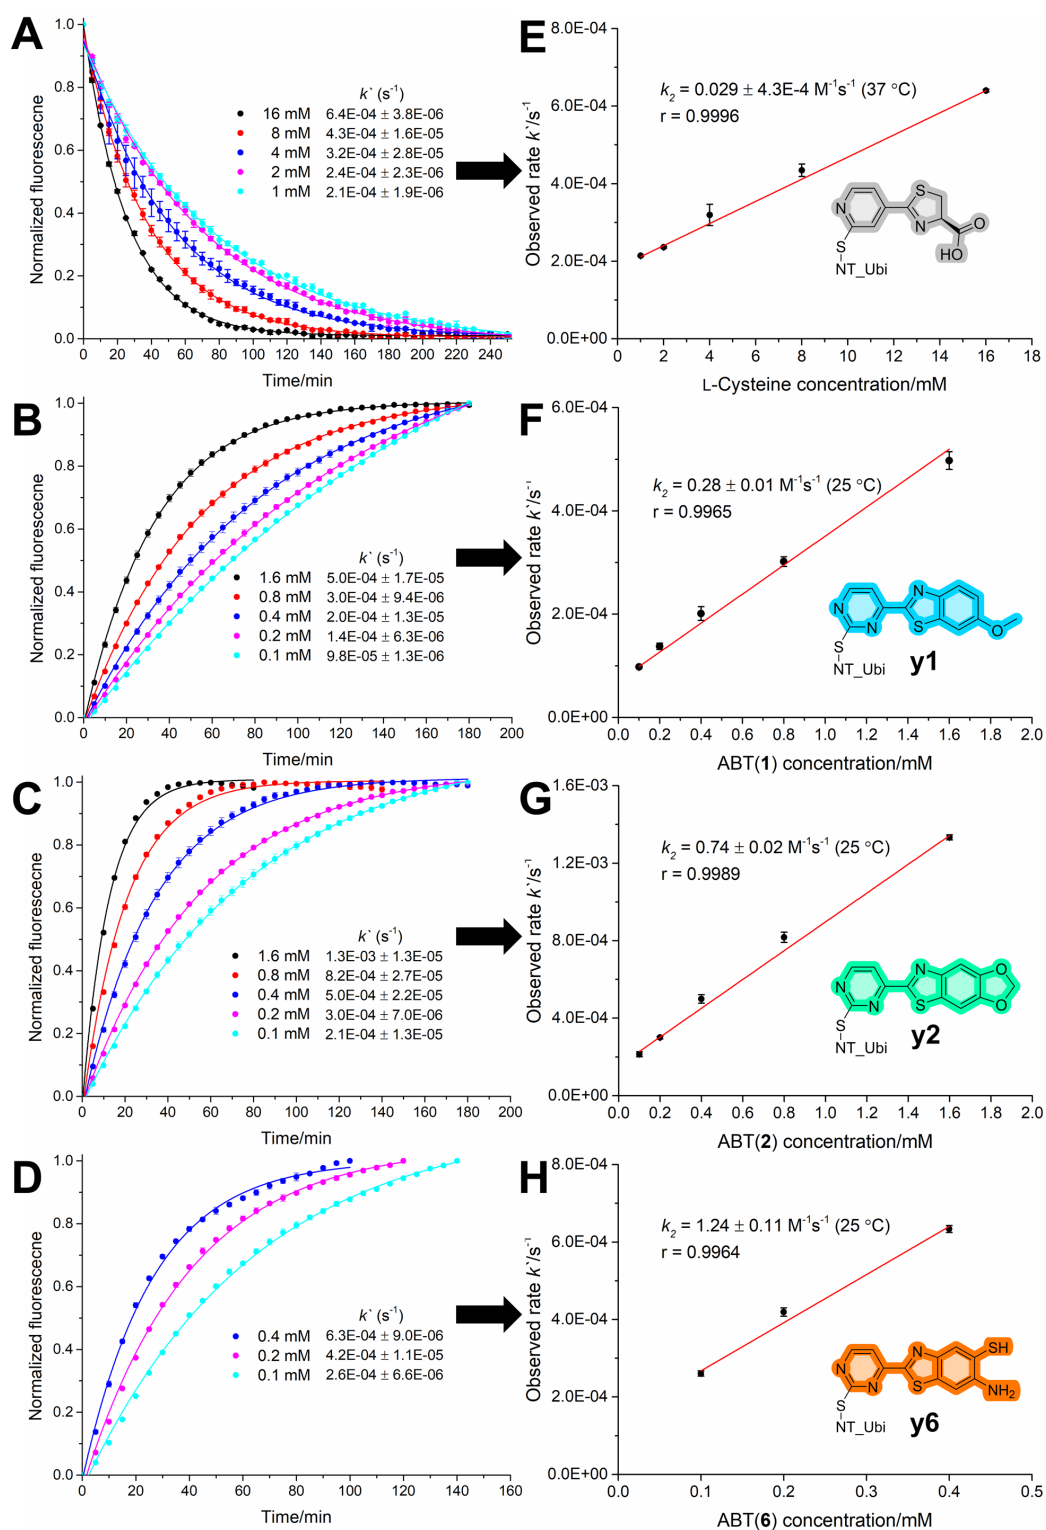 A
Normalized fluorescecne
1.0
0.8
0.6
0.4
0.2
0.0
k` (s-1)
16 mM 6.4E-04 ± 3.8E-06
8 mM 4.3E-04 ± 1.6E-05
4 mM 3.2E-04 ± 2.8E-05
2 mM 2.4E-04 ± 2.3E-06
1 mM 2.1E-04 ± 1.9E-06
0 20 40 60 80 100 120 140 160 180 200 220 240
Time/min
E
Observed rate k`/s-1
8.0E-04
6.0E-04
4.0E-04
2.0E-04
0.0E+00
k2 = 0.029 ± 4.3E-4 M-1s-1 (37 °C)
r = 0.9996
N
S
N
O
HO
S
NT_Ubi
0 2 4 6 8 10 12 14 16 18
L-Cysteine concentration/mM
B
Normalized fluorescecne
1.0
0.8
0.6
0.4
0.2
0.0
k` (s-1)
1.6 mM 5.0E-04 ± 1.7E-05
0.8 mM 3.0E-04 ± 9.4E-06
0.4 mM 2.0E-04 ± 1.3E-05
0.2 mM 1.4E-04 ± 6.3E-06
0.1 mM 9.8E-05 ± 1.3E-06
0 20 40 60 80 100 120 140 160 180 200
Time/min
F
Observed rate k`/s-1
6.0E-04
4.0E-04
2.0E-04
0.0E+00
k2 = 0.28 ± 0.01 M-1s-1 (25 °C)
r = 0.9965
N
N
N
S
O
S
NT_Ubi
y1
0.0 0.2 0.4 0.6 0.8 1.0 1.2 1.4 1.6 1.8 2.0
ABT(1) concentration/mM
C
Normalized fluorescecne
1.0
0.8
0.6
0.4
0.2
0.0
k` (s-1)
1.6 mM 1.3E-03 ± 1.3E-05
0.8 mM 8.2E-04 ± 2.7E-05
0.4 mM 5.0E-04 ± 2.2E-05
0.2 mM 3.0E-04 ± 7.0E-06
0.1 mM 2.1E-04 ± 1.3E-05
0 20 40 60 80 100 120 140 160 180 200
Time/min
G
Observed rate k`/s-1
1.6E-03
1.2E-03
8.0E-04
4.0E-04
0.0E+00
k2 = 0.74 ± 0.02 M-1s-1 (25 °C)
r = 0.9989
N
N
N
S
O
O
S
NT_Ubi
y2
0.0 0.2 0.4 0.6 0.8 1.0 1.2 1.4 1.6 1.8 2.0
ABT(2) concentration/mM
D
Normalized fluorescecne
1.0
0.8
0.6
0.4
0.2
0.0
k` (s-1)
0.4 mM 6.3E-04 ± 9.0E-06
0.2 mM 4.2E-04 ± 1.1E-05
0.1 mM 2.6E-04 ± 6.6E-06
0 20 40 60 80 100 120 140 160
Time/min
H
Observed rate k`/s-1
8.0E-04
6.0E-04
4.0E-04
2.0E-04
0.0E+00
k2 = 1.24 ± 0.11 M-1s-1 (25 °C)
r = 0.9964
N
N
N
S
SH
NH2
S
NT_Ubi
y6
0.0 0.1 0.2 0.3 0.4 0.5
ABT(6) concentration/mM